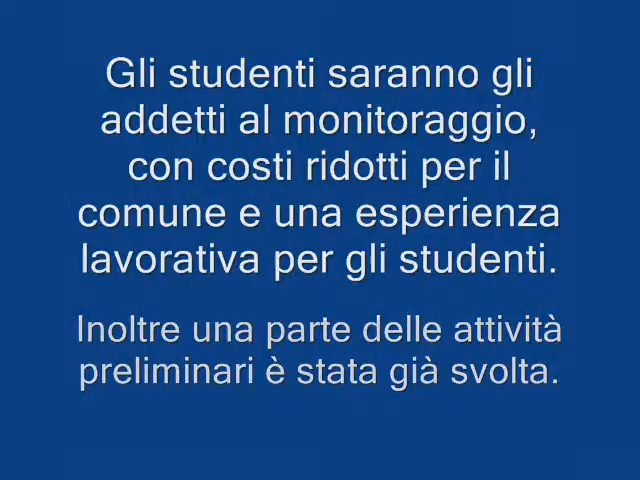 Gli studenti saranno gli
addetti al monitoraggio,
con costi ridotti per il
comune e una esperienza
lavorativa per gli studenti.
Inoltre una parte delle attività
preliminari è stata già svolta.